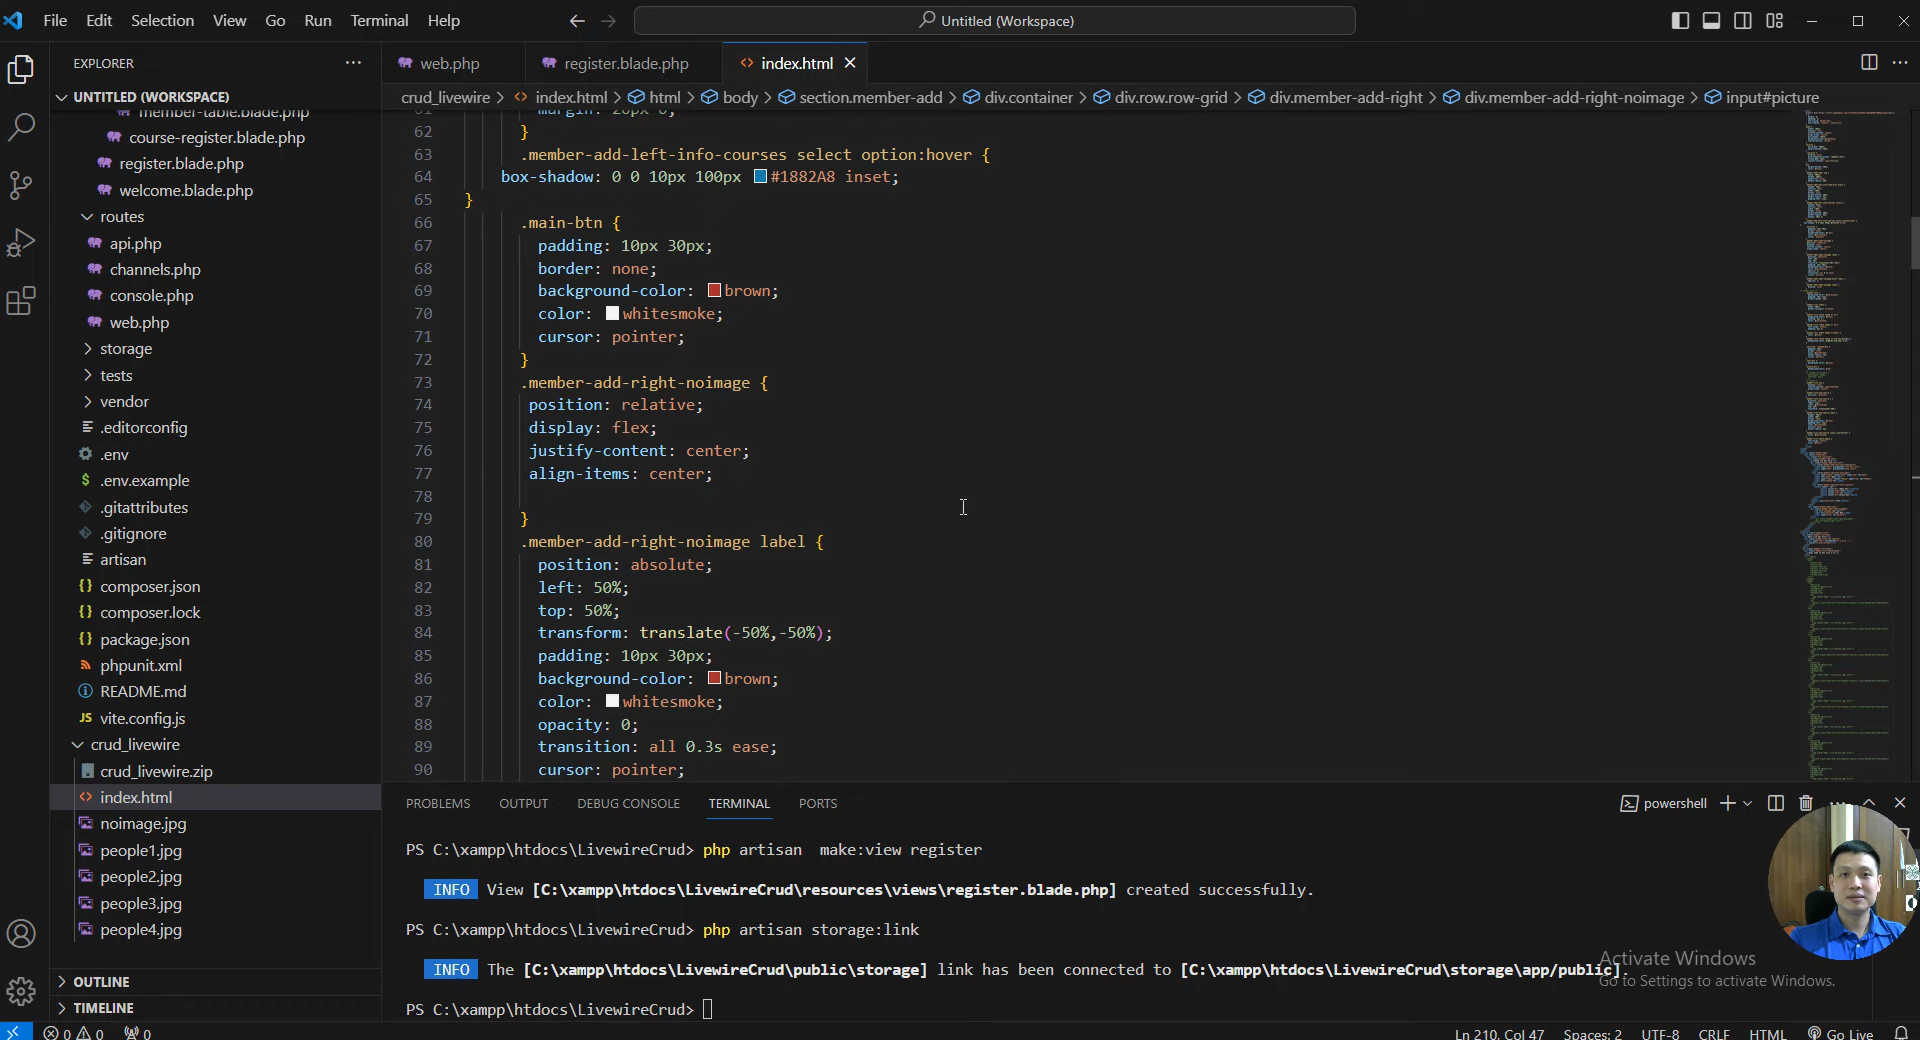 File Edit Selection View Go Run Terminal Help
Untitled (Workspace)
EXPLORER
web.php
register.blade.php
index.html
UNTITLED (WORKSPACE)
crud_livewire > index.html > html > body > section.member-add > div.container > div.row.row-grid > div.member-add-right > div.member-add-right-noimage > input#picture
member-table.blade.php
course-register.blade.php
register.blade.php
welcome.blade.php
routes
api.php
channels.php
console.php
web.php
storage
tests
vendor
.editorconfig
.env
.env.example
.gitattributes
.gitignore
artisan
composer.json
composer.lock
package.json
phpunit.xml
README.md
vite.config.js
crud_livewire
crud_livewire.zip
index.html
noimage.jpg
people1.jpg
people2.jpg
people3.jpg
people4.jpg
OUTLINE
TIMELINE
61 margin: 20px 0;
62 }
63 .member-add-left-info-courses select option:hover {
64 box-shadow: 0 0 10px 100px #1882A8 inset;
65 }
66 .main-btn {
67 padding: 10px 30px;
68 border: none;
69 background-color: brown;
70 color: whitesmoke;
71 cursor: pointer;
72 }
73 .member-add-right-noimage {
74 position: relative;
75 display: flex;
76 justify-content: center;
77 align-items: center;
78
79 }
80 .member-add-right-noimage label {
81 position: absolute;
82 left: 50%;
83 top: 50%;
84 transform: translate(-50%,-50%);
85 padding: 10px 30px;
86 background-color: brown;
87 color: whitesmoke;
88 opacity: 0;
89 transition: all 0.3s ease;
90 cursor: pointer;
PROBLEMS OUTPUT DEBUG CONSOLE TERMINAL PORTS
powershell
PS C:\xampp\htdocs\LivewireCrud> php artisan  make:view register
INFO View [C:\xampp\htdocs\LivewireCrud\resources\views\register.blade.php] created successfully.
PS C:\xampp\htdocs\LivewireCrud> php artisan storage:link
INFO The [C:\xampp\htdocs\LivewireCrud\public\storage] link has been connected to [C:\xampp\htdocs\LivewireCrud\storage\app/public].
PS C:\xampp\htdocs\LivewireCrud>
Activate Windows
Go to Settings to activate Windows.
0 0 0
Ln 210, Col 47 Spaces: 2 UTF-8 CRLF HTML Go Live